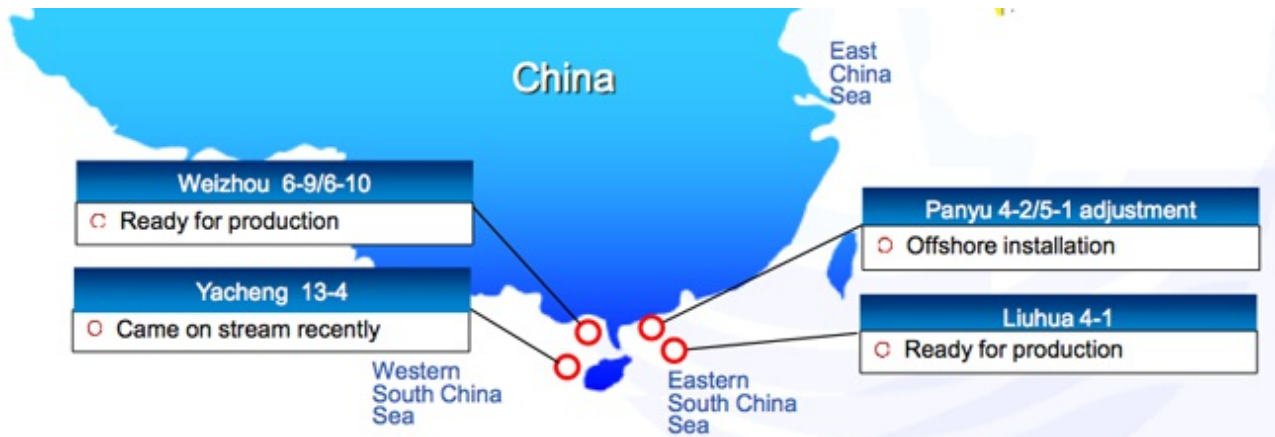 China
East
China
Sea
Weizhou 6-9/6-10
Ready for production
Yacheng 13-4
Came on stream recently
Panyu 4-2/5-1 adjustment
Offshore installation
Liuhua 4-1
Ready for production
Western
South China
Sea
Eastern
South China
Sea